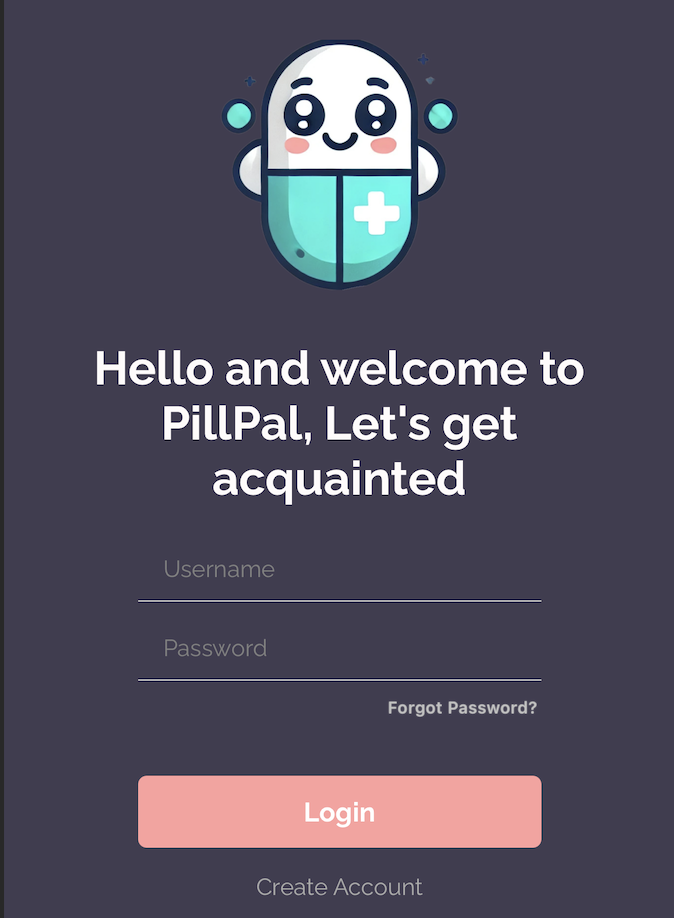 Hello and welcome to
PillPal, Let's get
acquainted
Username
Password
Forgot Password?
Login
Create Account